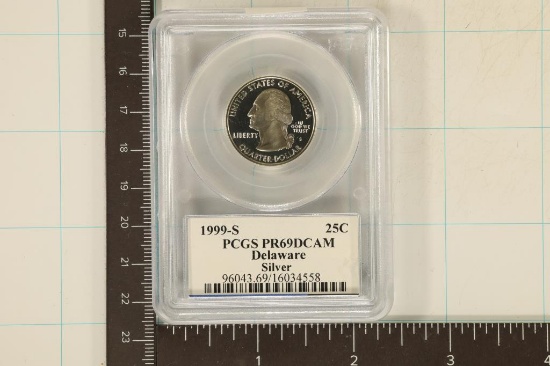 UNITED STATES OF AMERICA
LIBERTY
IN
GOD WE
TRUST
S
QUARTER DOLLAR
1999-S 25C
PCGS PR69DCAM
Delaware
Silver
96043.69/16034558
15
16
17
18
19
20
21
22
23
1 2 3 4